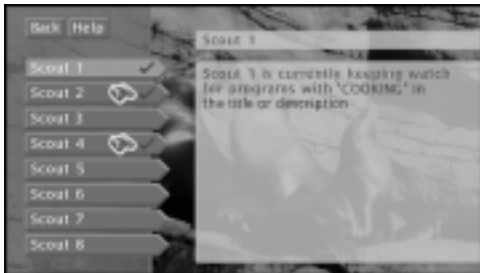 Back Help
Scout 1
Scout 1
Scout 1 is currently keeping watch
for programs with 'COOKING' in
the title or description
Scout 2
Scout 3
Scout 4
Scout 5
Scout 6
Scout 7
Scout 8